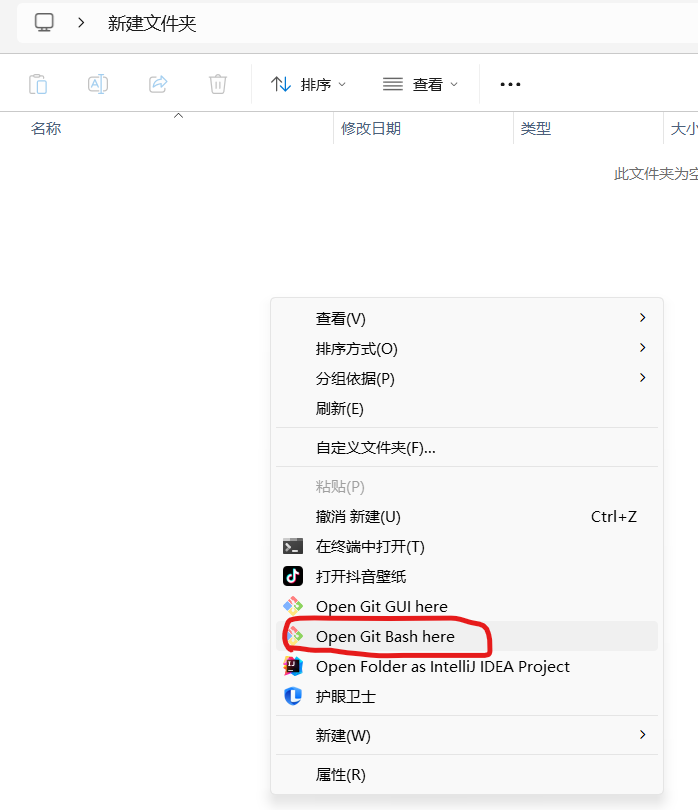 新建文件夹
排序
查看
名称
修改日期
类型
大小
此文件夹为空
查看(V)
排序方式(O)
分组依据(P)
刷新(E)
自定义文件夹(F)...
粘贴(P)
撤消 新建(U) Ctrl+Z
在终端中打开(T)
打开抖音壁纸
Open Git GUI here
Open Git Bash here
Open Folder as IntelliJ IDEA Project
护眼卫士
新建(W)
属性(R)